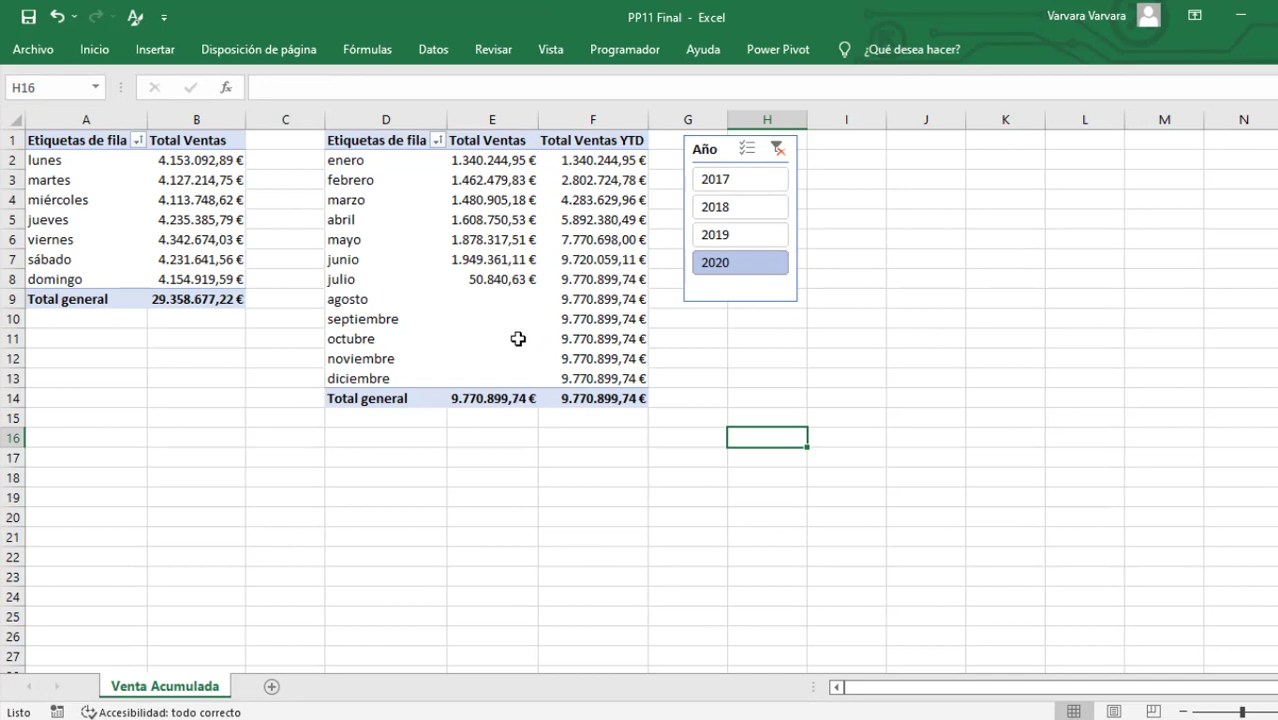 PP11 Final - Excel
Varvara Varvara
Archivo Inicio Insertar Disposición de página Fórmulas Datos Revisar Vista Programador Ayuda Power Pivot ¿Qué desea hacer?
H16 fx
A B C D E F G H I J K L M N
1 Etiquetas de fila Total Ventas Etiquetas de fila Total Ventas Total Ventas YTD
2 lunes 4.153.092,89 € enero 1.340.244,95 € 1.340.244,95 €
3 martes 4.127.214,75 € febrero 1.462.479,83 € 2.802.724,78 €
4 miércoles 4.113.748,62 € marzo 1.480.905,18 € 4.283.629,96 €
5 jueves 4.235.385,79 € abril 1.608.750,53 € 5.892.380,49 €
6 viernes 4.342.674,03 € mayo 1.878.317,51 € 7.770.698,00 €
7 sábado 4.231.641,56 € junio 1.949.361,11 € 9.720.059,11 €
8 domingo 4.154.919,59 € julio 50.840,63 € 9.770.899,74 €
9 Total general 29.358.677,22 € agosto 9.770.899,74 €
10 septiembre 9.770.899,74 €
11 octubre 9.770.899,74 €
12 noviembre 9.770.899,74 €
13 diciembre 9.770.899,74 €
14 Total general 9.770.899,74 € 9.770.899,74 €
15
16
17
18
19
20
21
22
23
24
25
26
27
Año
2017
2018
2019
2020
Venta Acumulada
Listo Accesibilidad: todo correcto